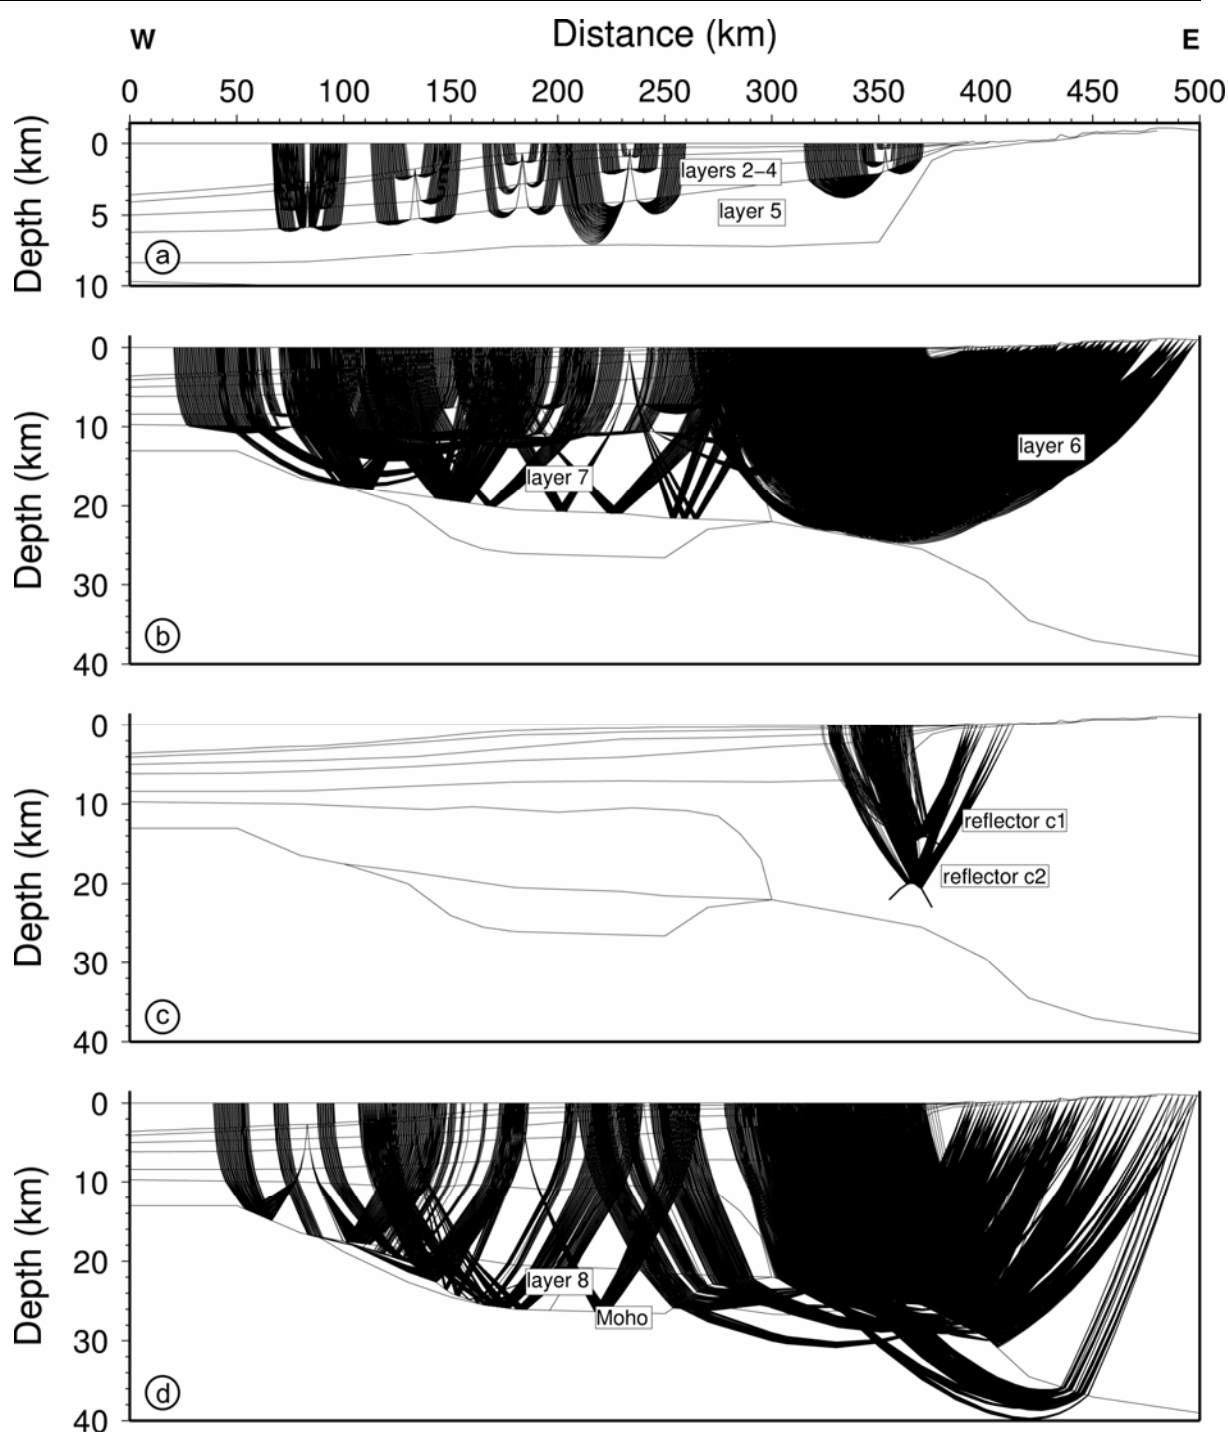 Distance (km)
W
E
0 50 100 150 200 250 300 350 400 450 500
Depth (km)
0
5
10
layers 2–4
layer 5
a
Depth (km)
0
10
20
30
40
layer 6
layer 7
b
Depth (km)
0
10
20
30
40
reflector c1
reflector c2
c
Depth (km)
0
10
20
30
40
layer 8
Moho
d